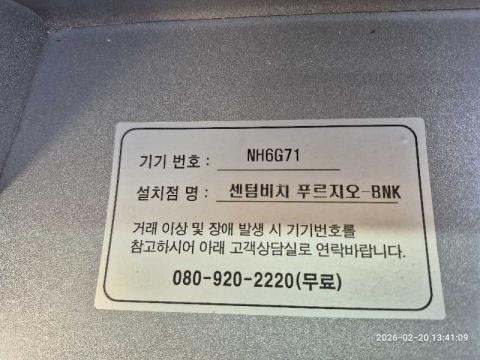 기기 번호 : NH6G71
설치점 명 : 센텀비치 푸르지오-BNK
거래 이상 및 장애 발생 시 기기번호를
참고하시어 아래 고객상담실로 연락바랍니다.
080-920-2220(무료)
2026-02-20 13:41:09